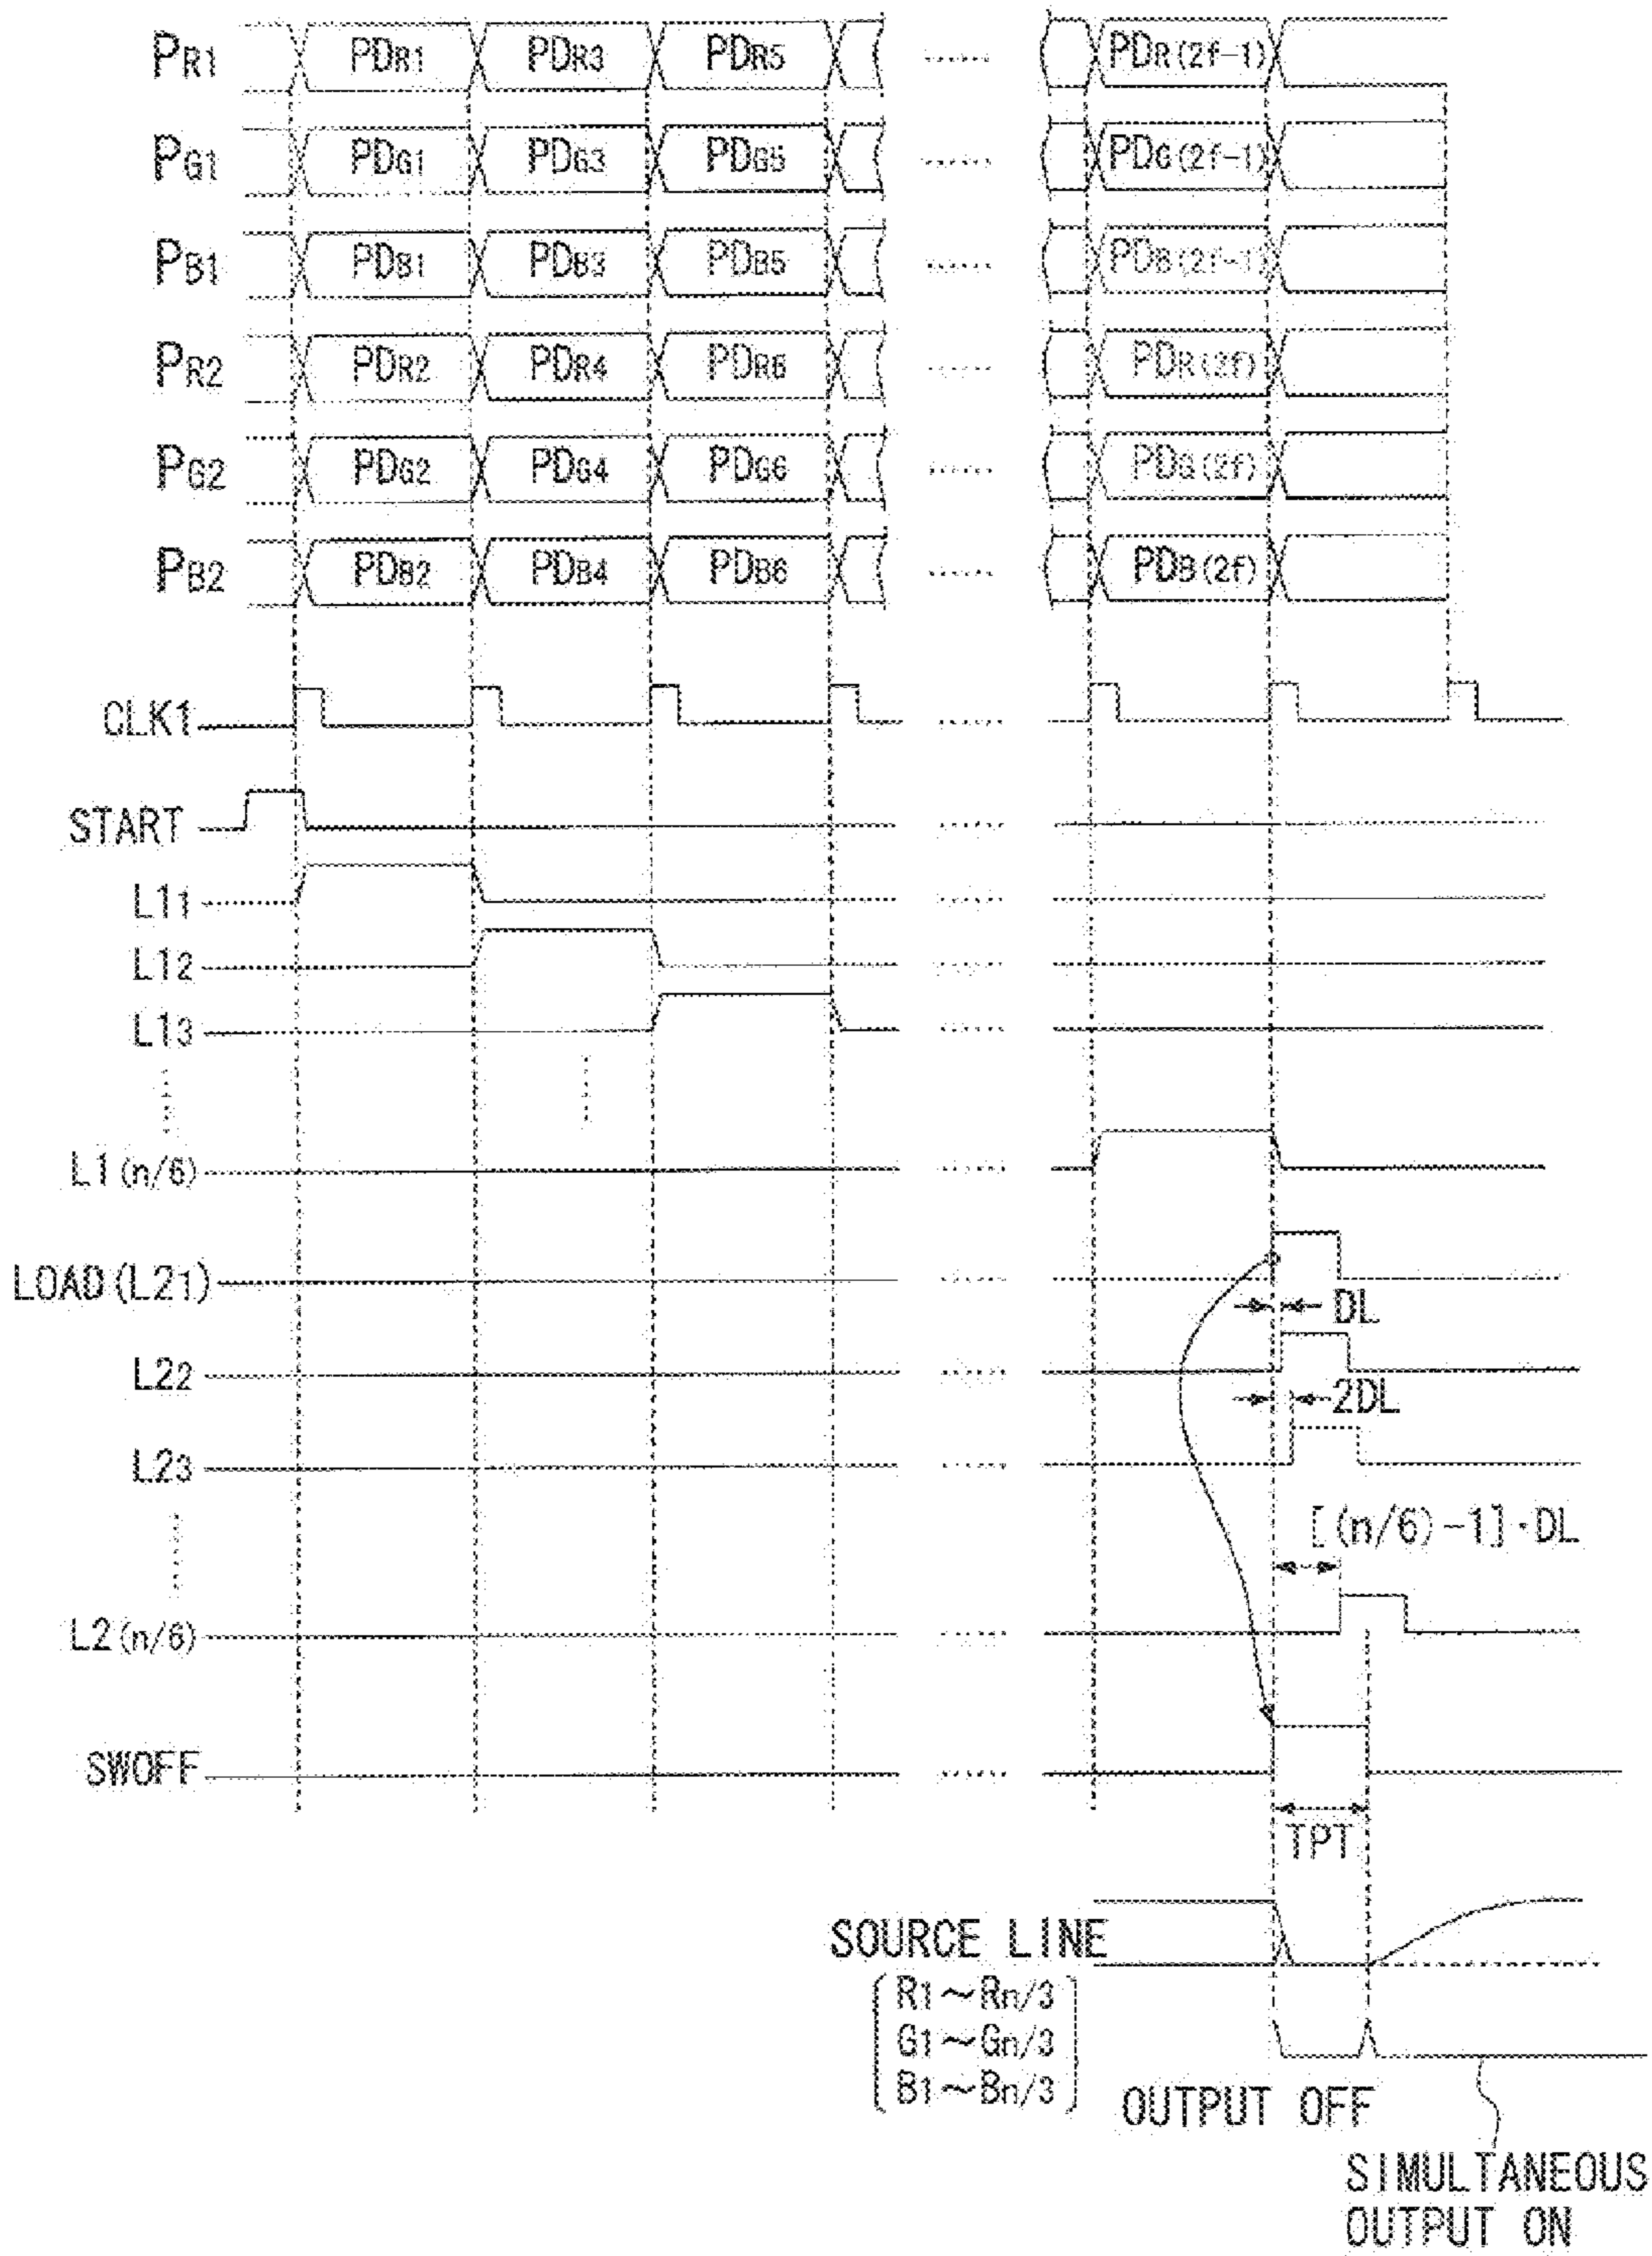 PR1 PDR1 PDR3 PDR5 ...... PDR(2f-1)
PG1 PDG1 PDG3 PDG5 ...... PDG(2f-1)
PB1 PDB1 PDB3 PDB5 ...... PDB(2f-1)
PR2 PDR2 PDR4 PDR6 ...... PDR(2f)
PG2 PDG2 PDG4 PDG6 ...... PDG(2f)
PB2 PDB2 PDB4 PDB6 ...... PDB(2f)
CLK1
START
L11
L12
L13
L1(n/6)
LOAD(L21)
DL
L22
2DL
L23
[(n/6)-1]·DL
L2(n/6)
SWOFF
TPT
SOURCE LINE
R1~Rn/3
G1~Gn/3
B1~Bn/3
OUTPUT OFF
SIMULTANEOUS
OUTPUT ON